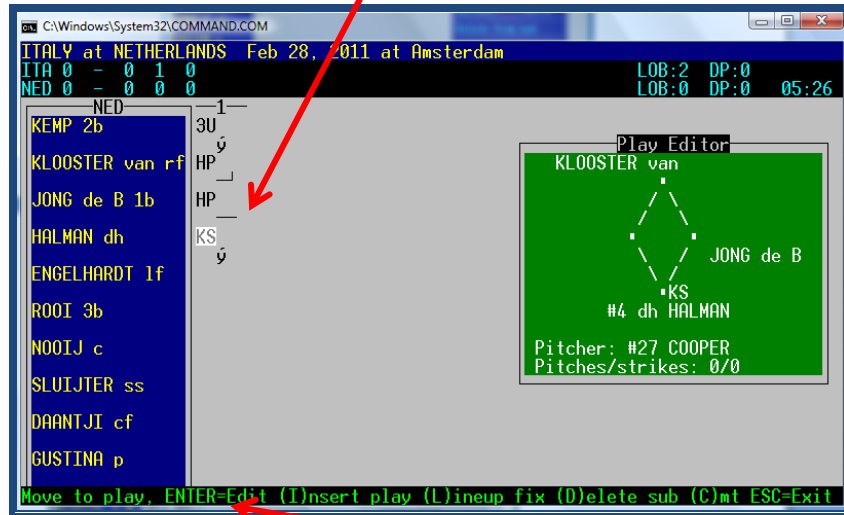 C:\Windows\System32\COMMAND.COM
ITALY at NETHERLANDS Feb 28, 2011 at Amsterdam
ITA 0 - 0 1 0 LOB:2 DP:0
NED 0 - 0 0 0 LOB:0 DP:0 05:26
NED 1
KEMP 2b 3U
ý
KLOOSTER van rf HP
JONG de B 1b HP
HALMAN dh KS
ý
ENGELHARDT lf
ROOI 3b
NOOIJ c
SLUIJTER ss
DAANTJI cf
GUSTINA p
Play Editor
KLOOSTER van
JONG de B
KS
#4 dh HALMAN
Pitcher: #27 COOPER
Pitches/strikes: 0/0
Move to play, ENTER=Edit (I)nsert play (L)ineup fix (D)elete sub (C)mt ESC=Exit